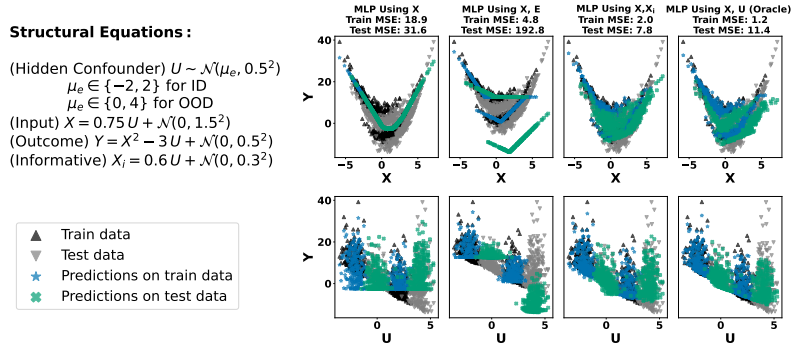 Structural Equations:
(Hidden Confounder) U ~ 𝒩(μₑ, 0.5²)
μₑ ∈ {−2, 2} for ID
μₑ ∈ {0, 4} for OOD
(Input) X = 0.75 U + 𝒩(0, 1.5²)
(Outcome) Y = X² − 3 U + 𝒩(0, 0.5²)
(Informative) Xᵢ = 0.6 U + 𝒩(0, 0.3²)
Train data
Test data
Predictions on train data
Predictions on test data
MLP Using X
Train MSE: 18.9
Test MSE: 31.6
MLP Using X, E
Train MSE: 4.8
Test MSE: 192.8
MLP Using X,Xᵢ
Train MSE: 2.0
Test MSE: 7.8
MLP Using X, U (Oracle)
Train MSE: 1.2
Test MSE: 11.4
40
20
0
Y
−5 0 5
X
−5 0 5
X
−5 0 5
X
−5 0 5
X
40
20
0
Y
0 5
U
0 5
U
0 5
U
0 5
U